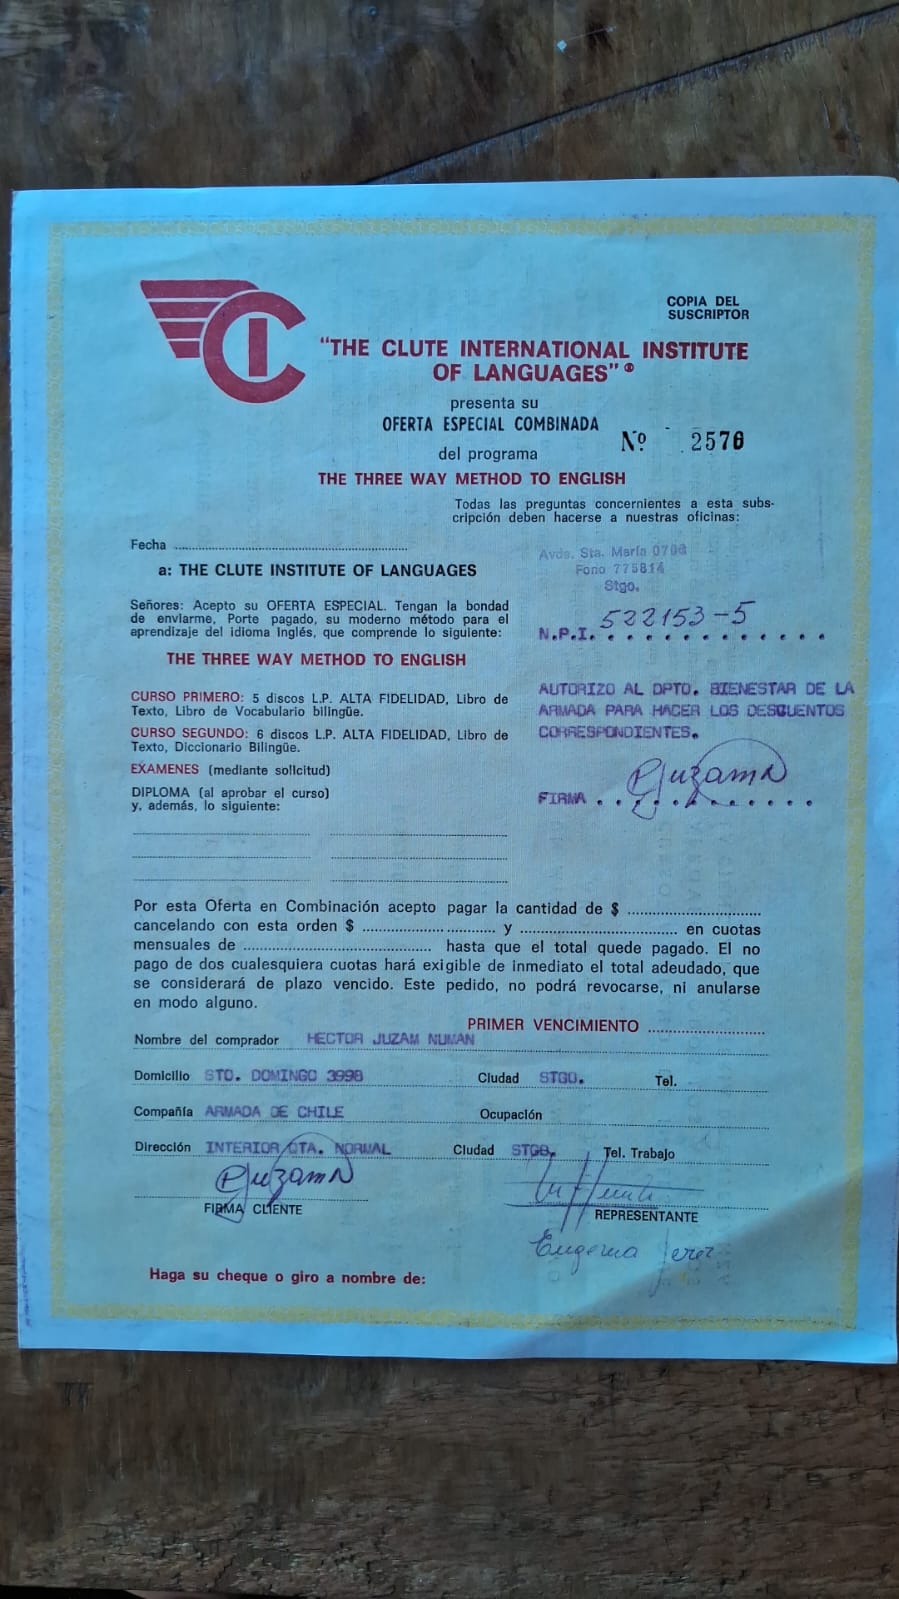 CI
COPIA DEL
SUSCRIPTOR
“THE CLUTE INTERNATIONAL INSTITUTE
OF LANGUAGES” ®
presenta su
OFERTA ESPECIAL COMBINADA
Nº 2576
del programa
THE THREE WAY METHOD TO ENGLISH
Todas las preguntas concernientes a esta subs-
cripción deben hacerse a nuestras oficinas:
Fecha
Avda. Sta. María 0706
Fono 775814
Stgo.
a: THE CLUTE INSTITUTE OF LANGUAGES
Señores: Acepto su OFERTA ESPECIAL. Tengan la bondad
de enviarme, Porte pagado, su moderno método para el
aprendizaje del idioma Inglés, que comprende lo siguiente:
N.P.I. 522153-5
THE THREE WAY METHOD TO ENGLISH
CURSO PRIMERO: 5 discos L.P. ALTA FIDELIDAD, Libro de
Texto, Libro de Vocabulario bilingüe.
CURSO SEGUNDO: 6 discos L.P. ALTA FIDELIDAD, Libro de
Texto, Diccionario Bilingüe.
EXAMENES (mediante solicitud)
DIPLOMA (al aprobar el curso)
y, además, lo siguiente:
AUTORIZO AL DPTO. BIENESTAR DE LA
ARMADA PARA HACER LOS DESCUENTOS
CORRESPONDIENTES.
FIRMA
Por esta Oferta en Combinación acepto pagar la cantidad de $
cancelando con esta orden $ y en cuotas
mensuales de hasta que el total quede pagado. El no
pago de dos cualesquiera cuotas hará exigible de inmediato el total adeudado, que
se considerará de plazo vencido. Este pedido, no podrá revocarse, ni anularse
en modo alguno.
PRIMER VENCIMIENTO
Nombre del comprador HECTOR JUZAM NUMAN
Domicilio STO. DOMINGO 3998 Ciudad STGO. Tel.
Compañía ARMADA DE CHILE Ocupación
Dirección INTERIOR QTA. NORMAL Ciudad STGO. Tel. Trabajo
FIRMA CLIENTE
REPRESENTANTE
Eugenia Jerez
Haga su cheque o giro a nombre de: